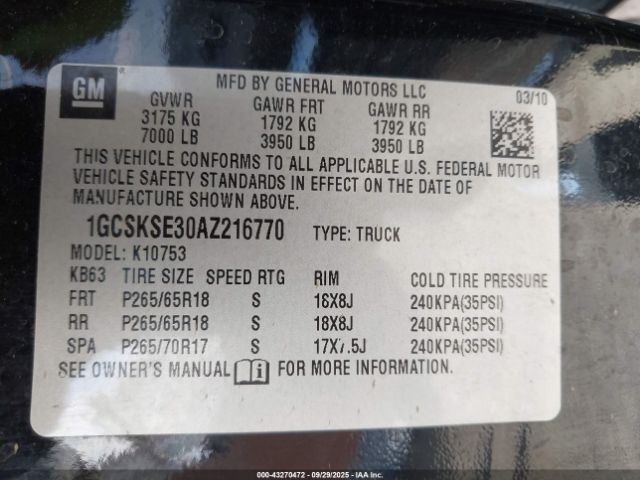 GM
MFD BY GENERAL MOTORS LLC
03/10
GVWR GAWR FRT GAWR RR
3175 KG 1792 KG 1792 KG
7000 LB 3950 LB 3950 LB
THIS VEHICLE CONFORMS TO ALL APPLICABLE U.S. FEDERAL MOTOR
VEHICLE SAFETY STANDARDS IN EFFECT ON THE DATE OF
MANUFACTURE SHOWN ABOVE.
1GCSKSE30AZ216770 TYPE: TRUCK
MODEL: K10753
KB63 TIRE SIZE SPEED RTG RIM COLD TIRE PRESSURE
FRT P265/65R18 S 18X8J 240KPA(35PSI)
RR P265/65R18 S 18X8J 240KPA(35PSI)
SPA P265/70R17 S 17X7.5J 240KPA(35PSI)
SEE OWNER'S MANUAL i FOR ADDITIONAL INFORMATION.
000-43270472 - 09/29/2025 - IAA Inc.